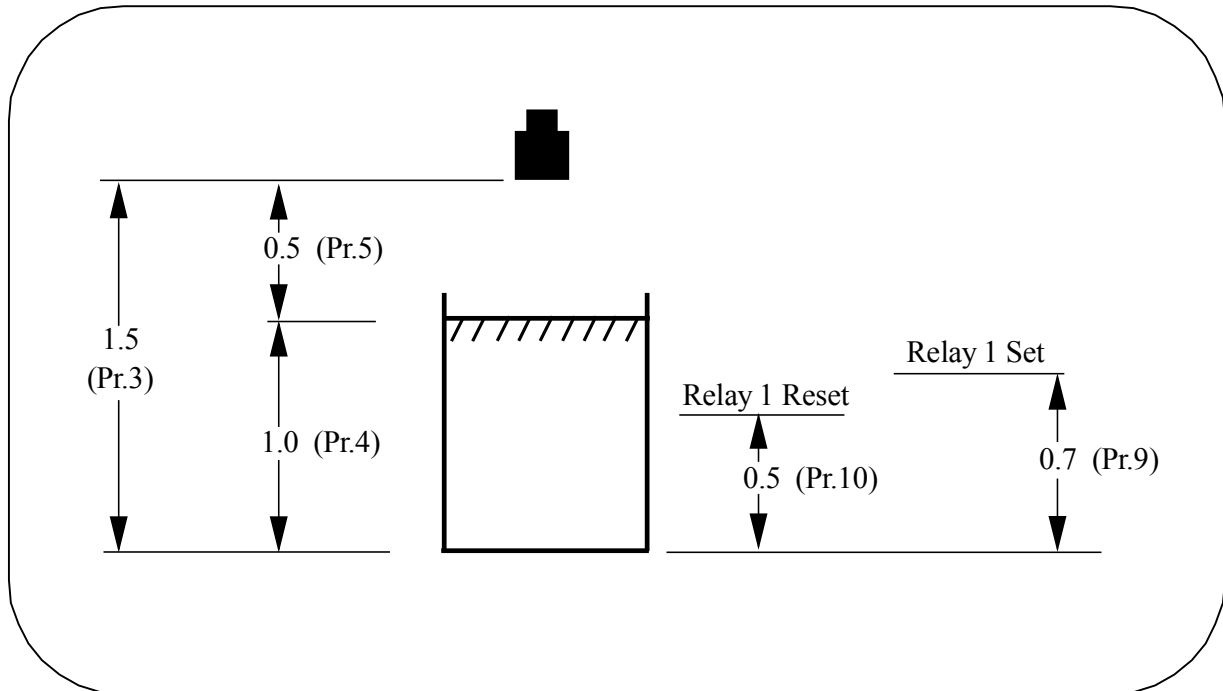 0.5 (Pr.5)
1.5
(Pr.3)
1.0 (Pr.4)
Relay 1 Set
Relay 1 Reset
0.7 (Pr.9)
0.5 (Pr.10)